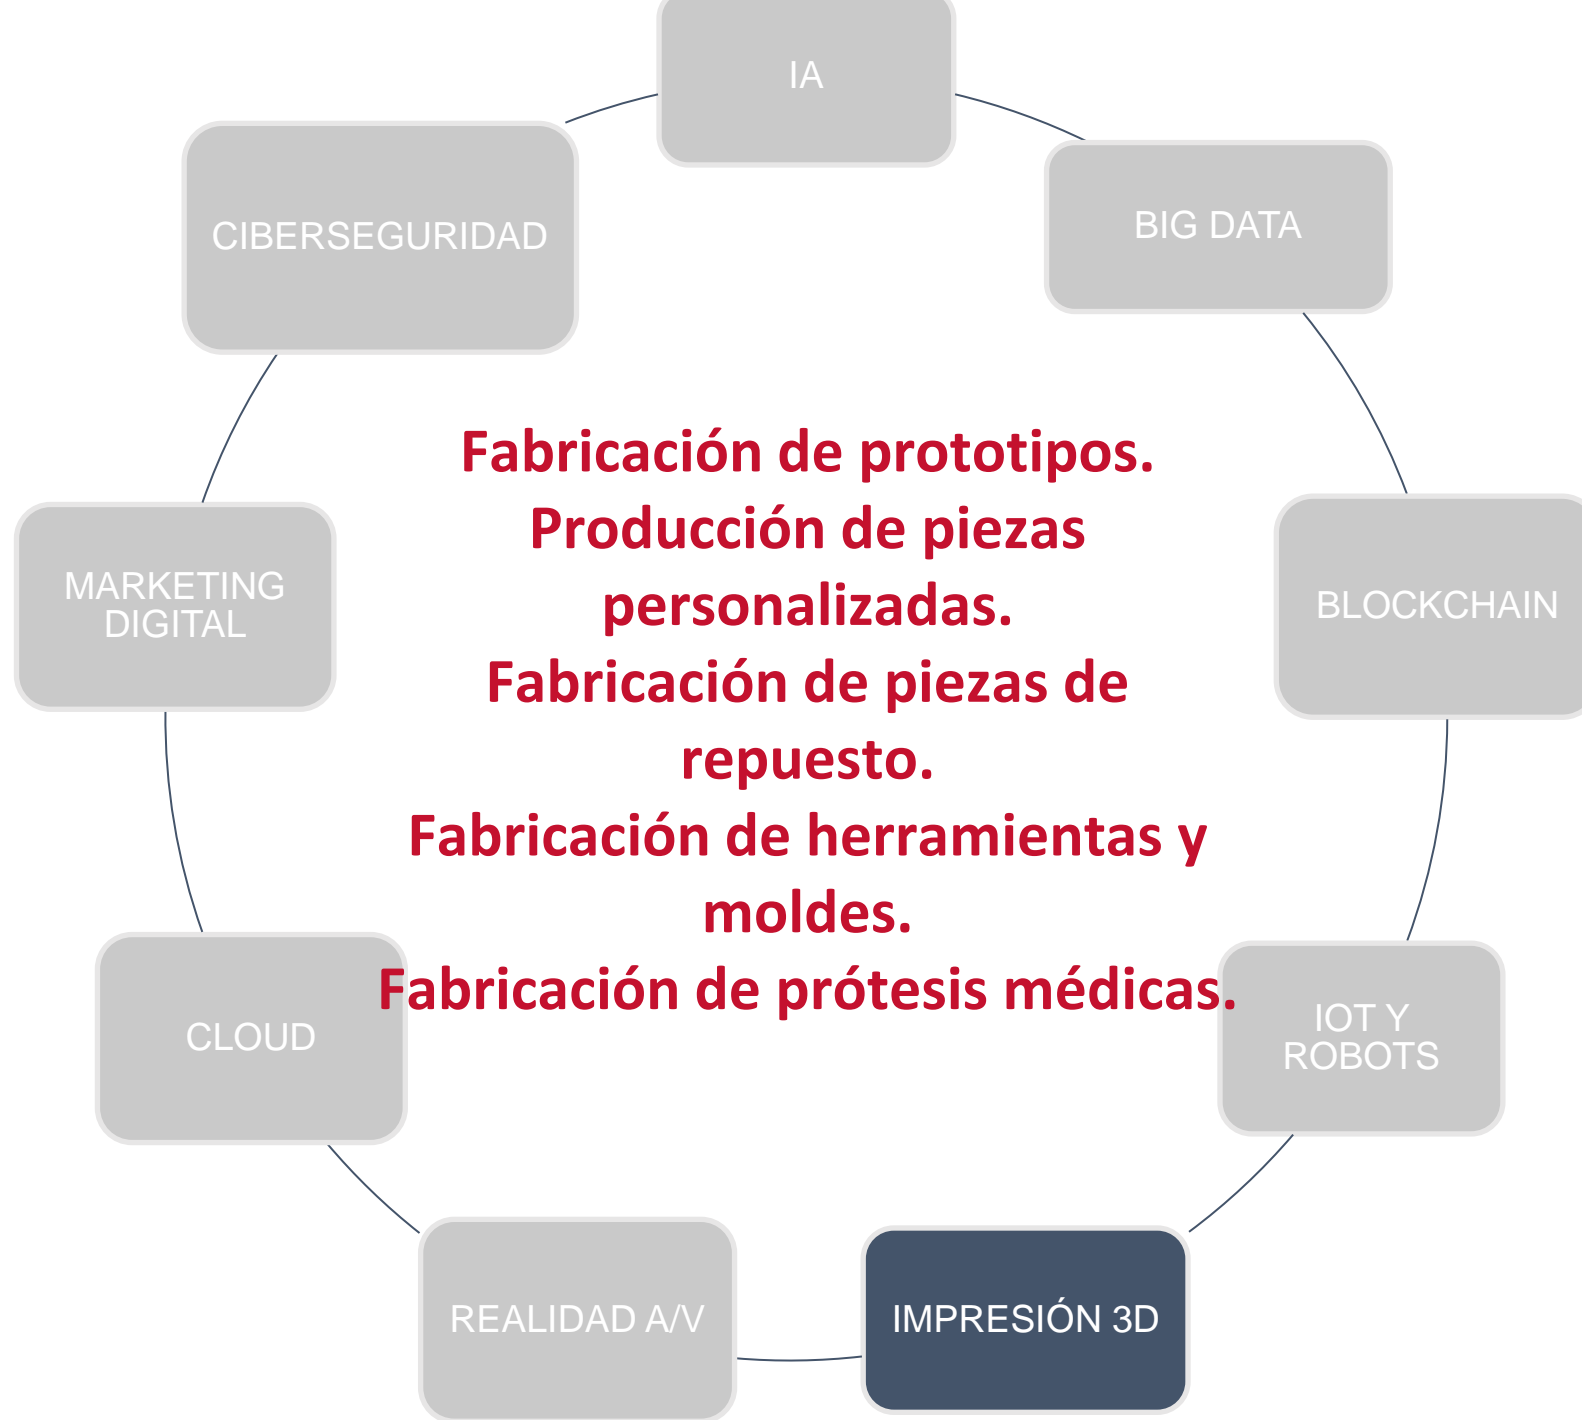 IA
BIG DATA
CIBERSEGURIDAD
Fabricación de prototipos.
Producción de piezas
personalizadas.
Fabricación de piezas de
repuesto.
Fabricación de herramientas y
moldes.
Fabricación de prótesis médicas.
MARKETING
DIGITAL
BLOCKCHAIN
CLOUD
IOT Y
ROBOTS
REALIDAD A/V
IMPRESIÓN 3D